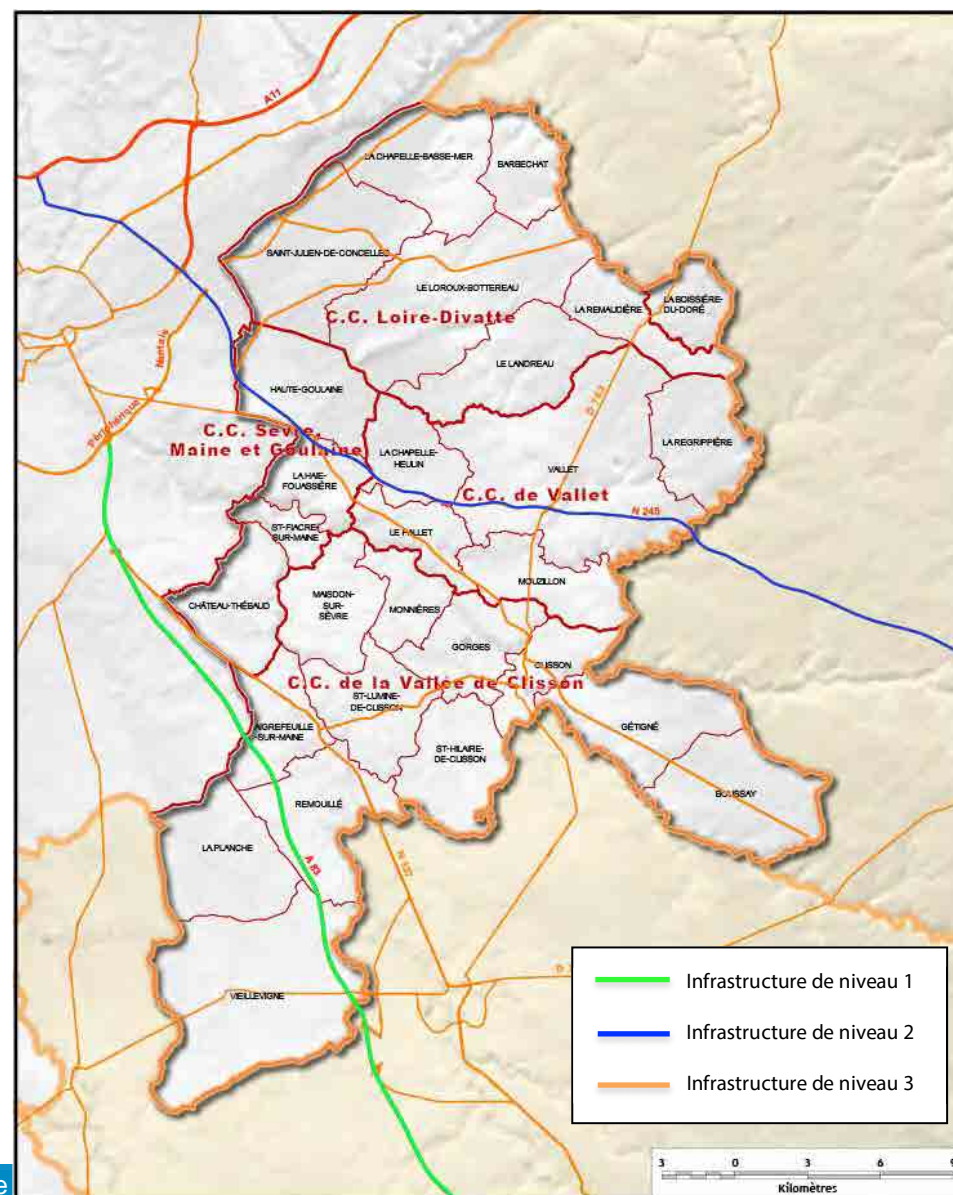 A11
LA CHAPELLE-BASSE-MER
BARBECHAT
SAINT-JULIEN-DE-CONCELLES
LE LOROUX-BOTTEREAU
LA REMAUDIÈRE
LA BOISSIÈRE-
DU-DORÉ
C.C. Loire-Divatte
LE LANDREAU
Nantais
Périphérique
HAUTE-GOULAINE
C.C. Sèvre,
Maine et Goulaine
LA CHAPELLE-
HEULIN
LA REGRIPPIÈRE
VALLET
LA HAIE-
FOUASSIÈRE
C.C. de Vallet
N 249
ST-FIACRE-
SUR-MAINE
LE PALLET
MOUZILLON
CHÂTEAU-THÉBAUD
MAISDON-
SUR-
SÈVRE
MONNIÈRES
GORGES
CLISSON
C.C. de la Vallée de Clisson
ST-LUMINE-
DE-CLISSON
AIGREFEUILLE
-SUR-MAINE
GÉTIGNÉ
ST-HILAIRE-
DE-CLISSON
BOUSSAY
REMOUILLÉ
LA PLANCHE
A 83
N 137
VIEILLEVIGNE
Infrastructure de niveau 1
Infrastructure de niveau 2
Infrastructure de niveau 3
3 0 3 6 9
Kilomètres
e